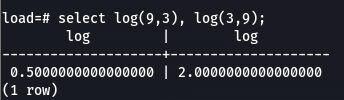 load=# select log(9,3), log(3,9);
        log         |        log
--------------------+--------------------
 0.5000000000000000 | 2.0000000000000000
(1 row)